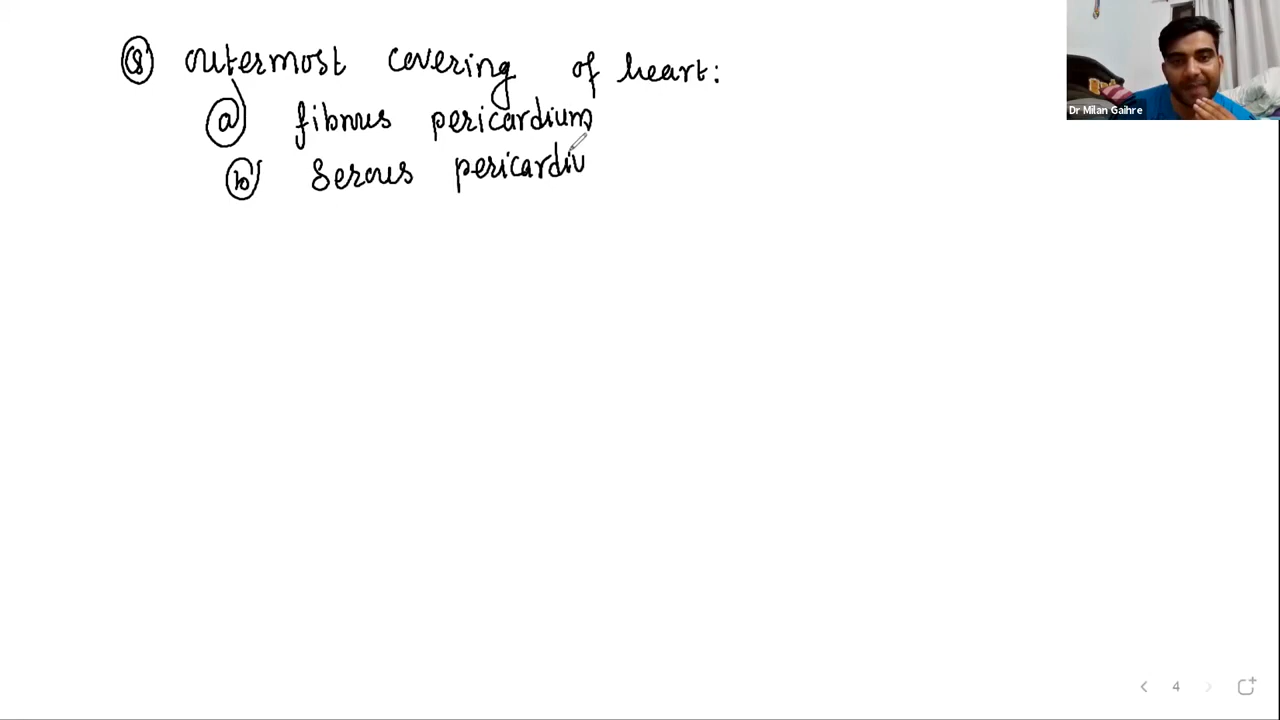 Q outermost covering of heart:
a fibrous pericardium
b serous pericardiu
Dr Milan Gaihre
4